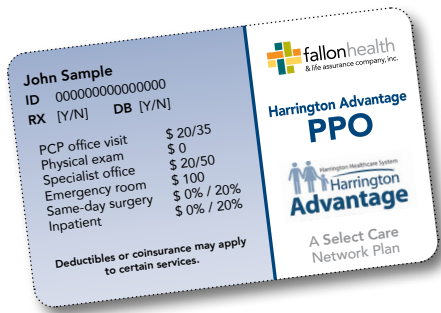 John Sample
ID 000000000000000
RX [Y/N] DB [Y/N]
PCP office visit $ 20/35
Physical exam $ 0
Specialist office $ 20/50
Emergency room $ 100
Same-day surgery $ 0% / 20%
Inpatient $ 0% / 20%
Deductibles or coinsurance may apply
to certain services.
fallonhealth
& life assurance company, inc.
Harrington Advantage
PPO
Harrington Healthcare System
Harrington
Advantage
A Select Care
Network Plan